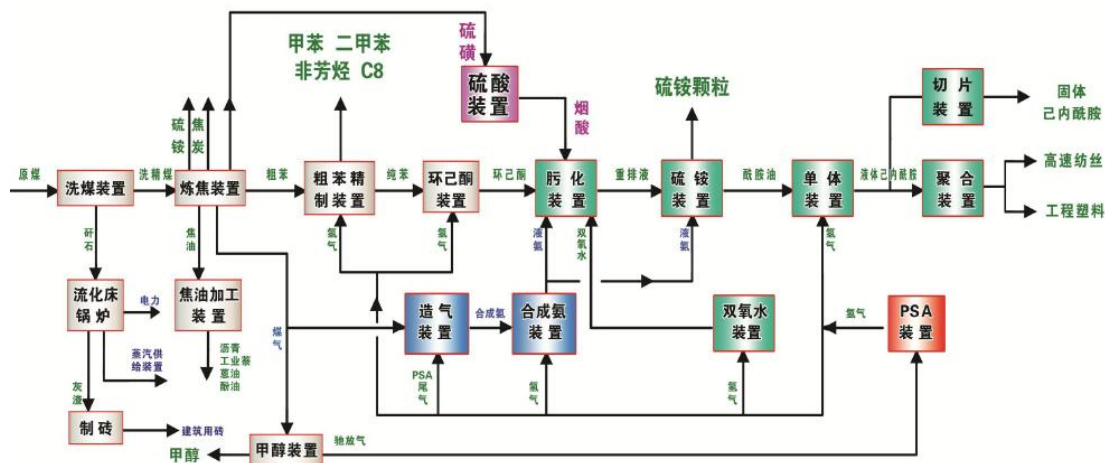 甲苯 二甲苯
非芳烃 C8
硫
磺
硫酸
装置
烟
酸
硫铵颗粒
切 片
装 置
固体
己内酰胺
硫
铵
焦
炭
原煤
洗煤装置
洗精煤
炼焦装置
粗苯
粗苯精
制装置
纯苯
环己酮
装置
环己酮
肟化
装置
重排液
硫铵
装置
酰胺油
单体
装置
液体己内酰胺
聚合
装置
高速纺丝
工程塑料
矸
石
焦
油
氢
气
氢
气
液
氨
双
氧
水
液
氨
氢
气
流化床
锅炉
电力
焦油加工
装置
煤
气
造气
装置
合成氨
合成氨
装置
双氧水
装置
氢气
PSA
装置
蒸汽供
给装置
沥青
工业萘
蒽油
酚油
灰
渣
PSA
尾
气
氢
气
氢
气
制砖
建筑用砖
甲醇
甲醇装置
驰放气